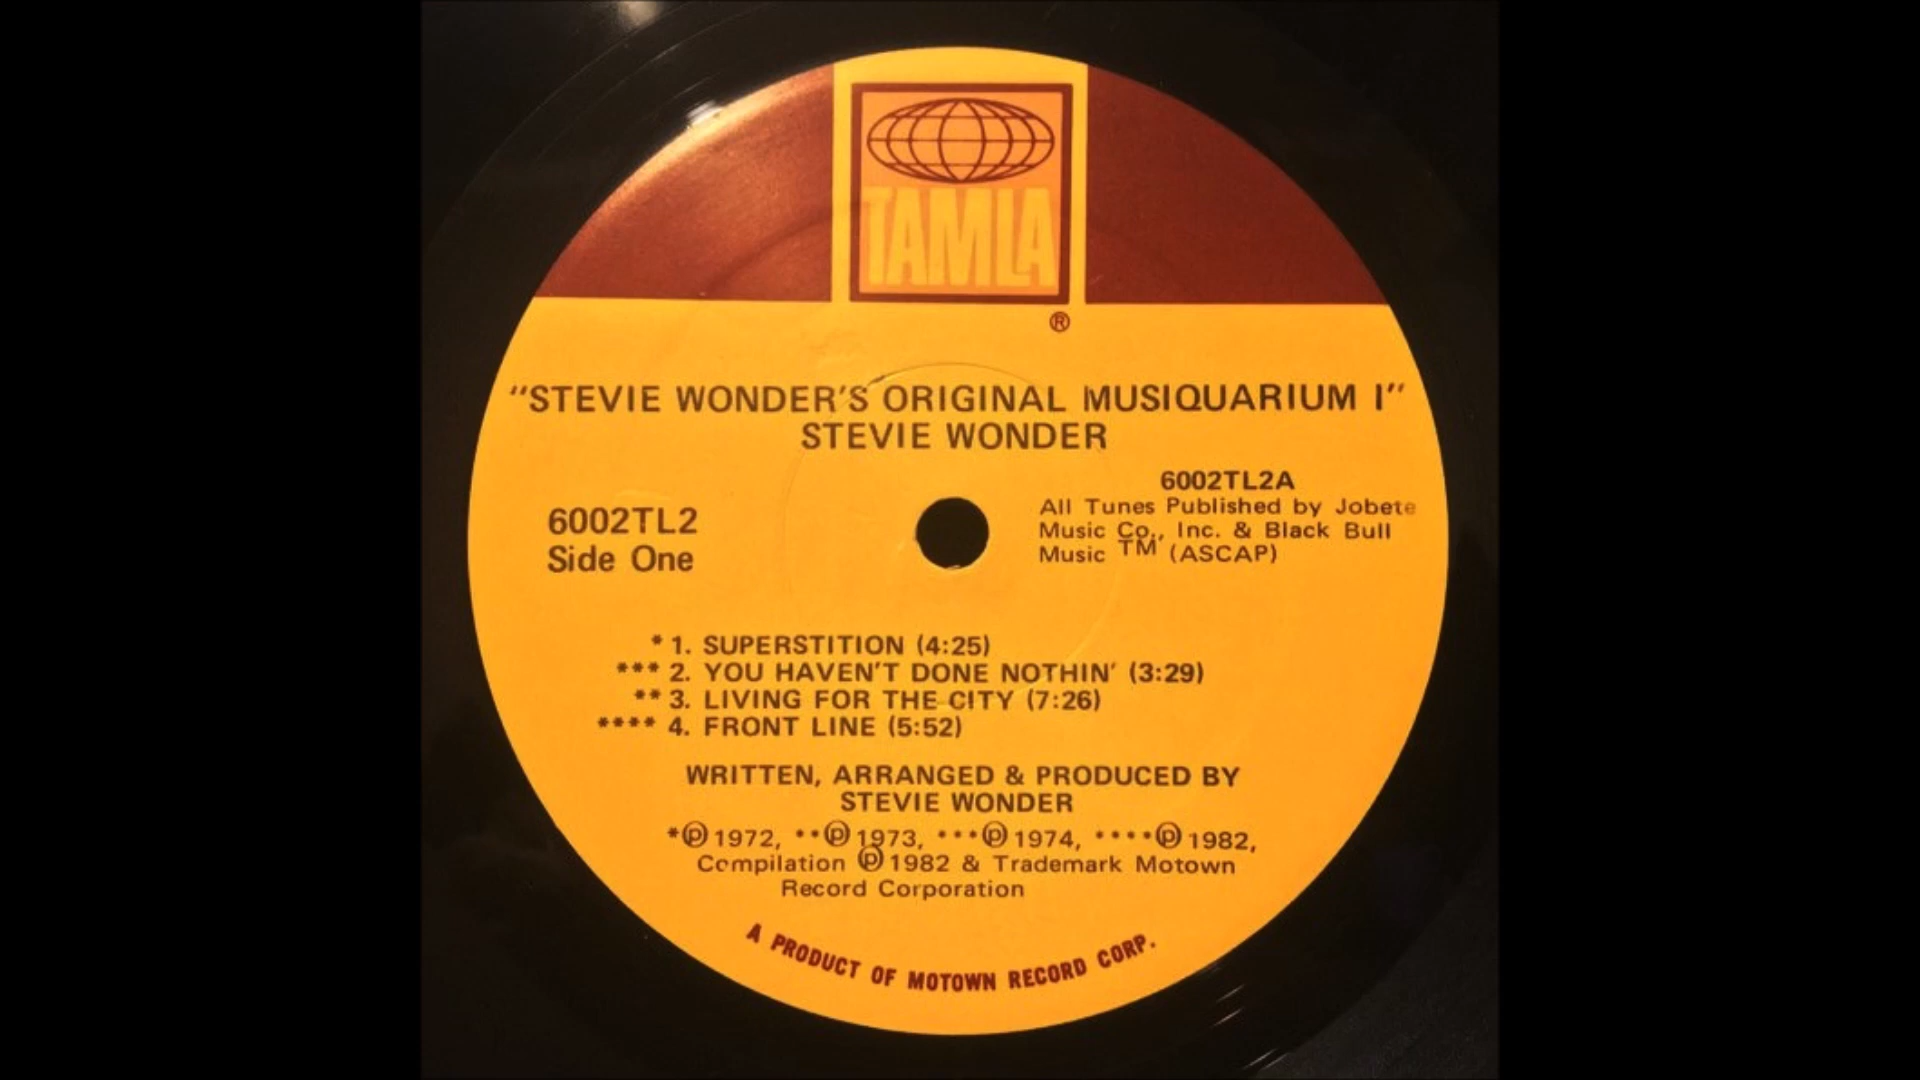 TAMLA
®
"STEVIE WONDER'S ORIGINAL MUSIQUARIUM I"
STEVIE WONDER
6002TL2
Side One
6002TL2A
All Tunes Published by Jobete
Music Co., Inc. & Black Bull
Music TM (ASCAP)
* 1. SUPERSTITION (4:25)
*** 2. YOU HAVEN'T DONE NOTHIN' (3:29)
** 3. LIVING FOR THE CITY (7:26)
**** 4. FRONT LINE (5:52)
WRITTEN, ARRANGED & PRODUCED BY
STEVIE WONDER
*℗ 1972, **℗ 1973, ***℗ 1974, ****℗ 1982,
Compilation ℗ 1982 & Trademark Motown
Record Corporation
A PRODUCT OF MOTOWN RECORD CORP.